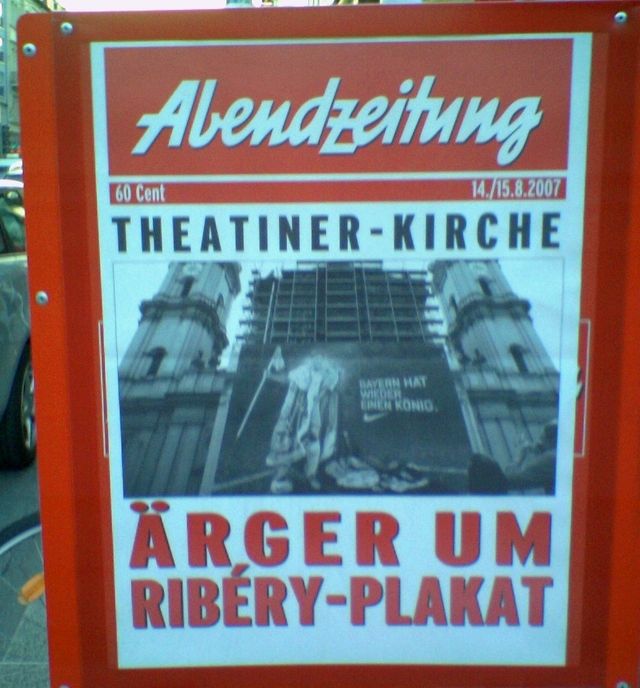 Abendzeitung
60 Cent 14./15.8.2007
THEATINER-KIRCHE
BAYERN HAT
WIEDER
EINEN KÖNIG.
ÄRGER UM
RIBÉRY-PLAKAT